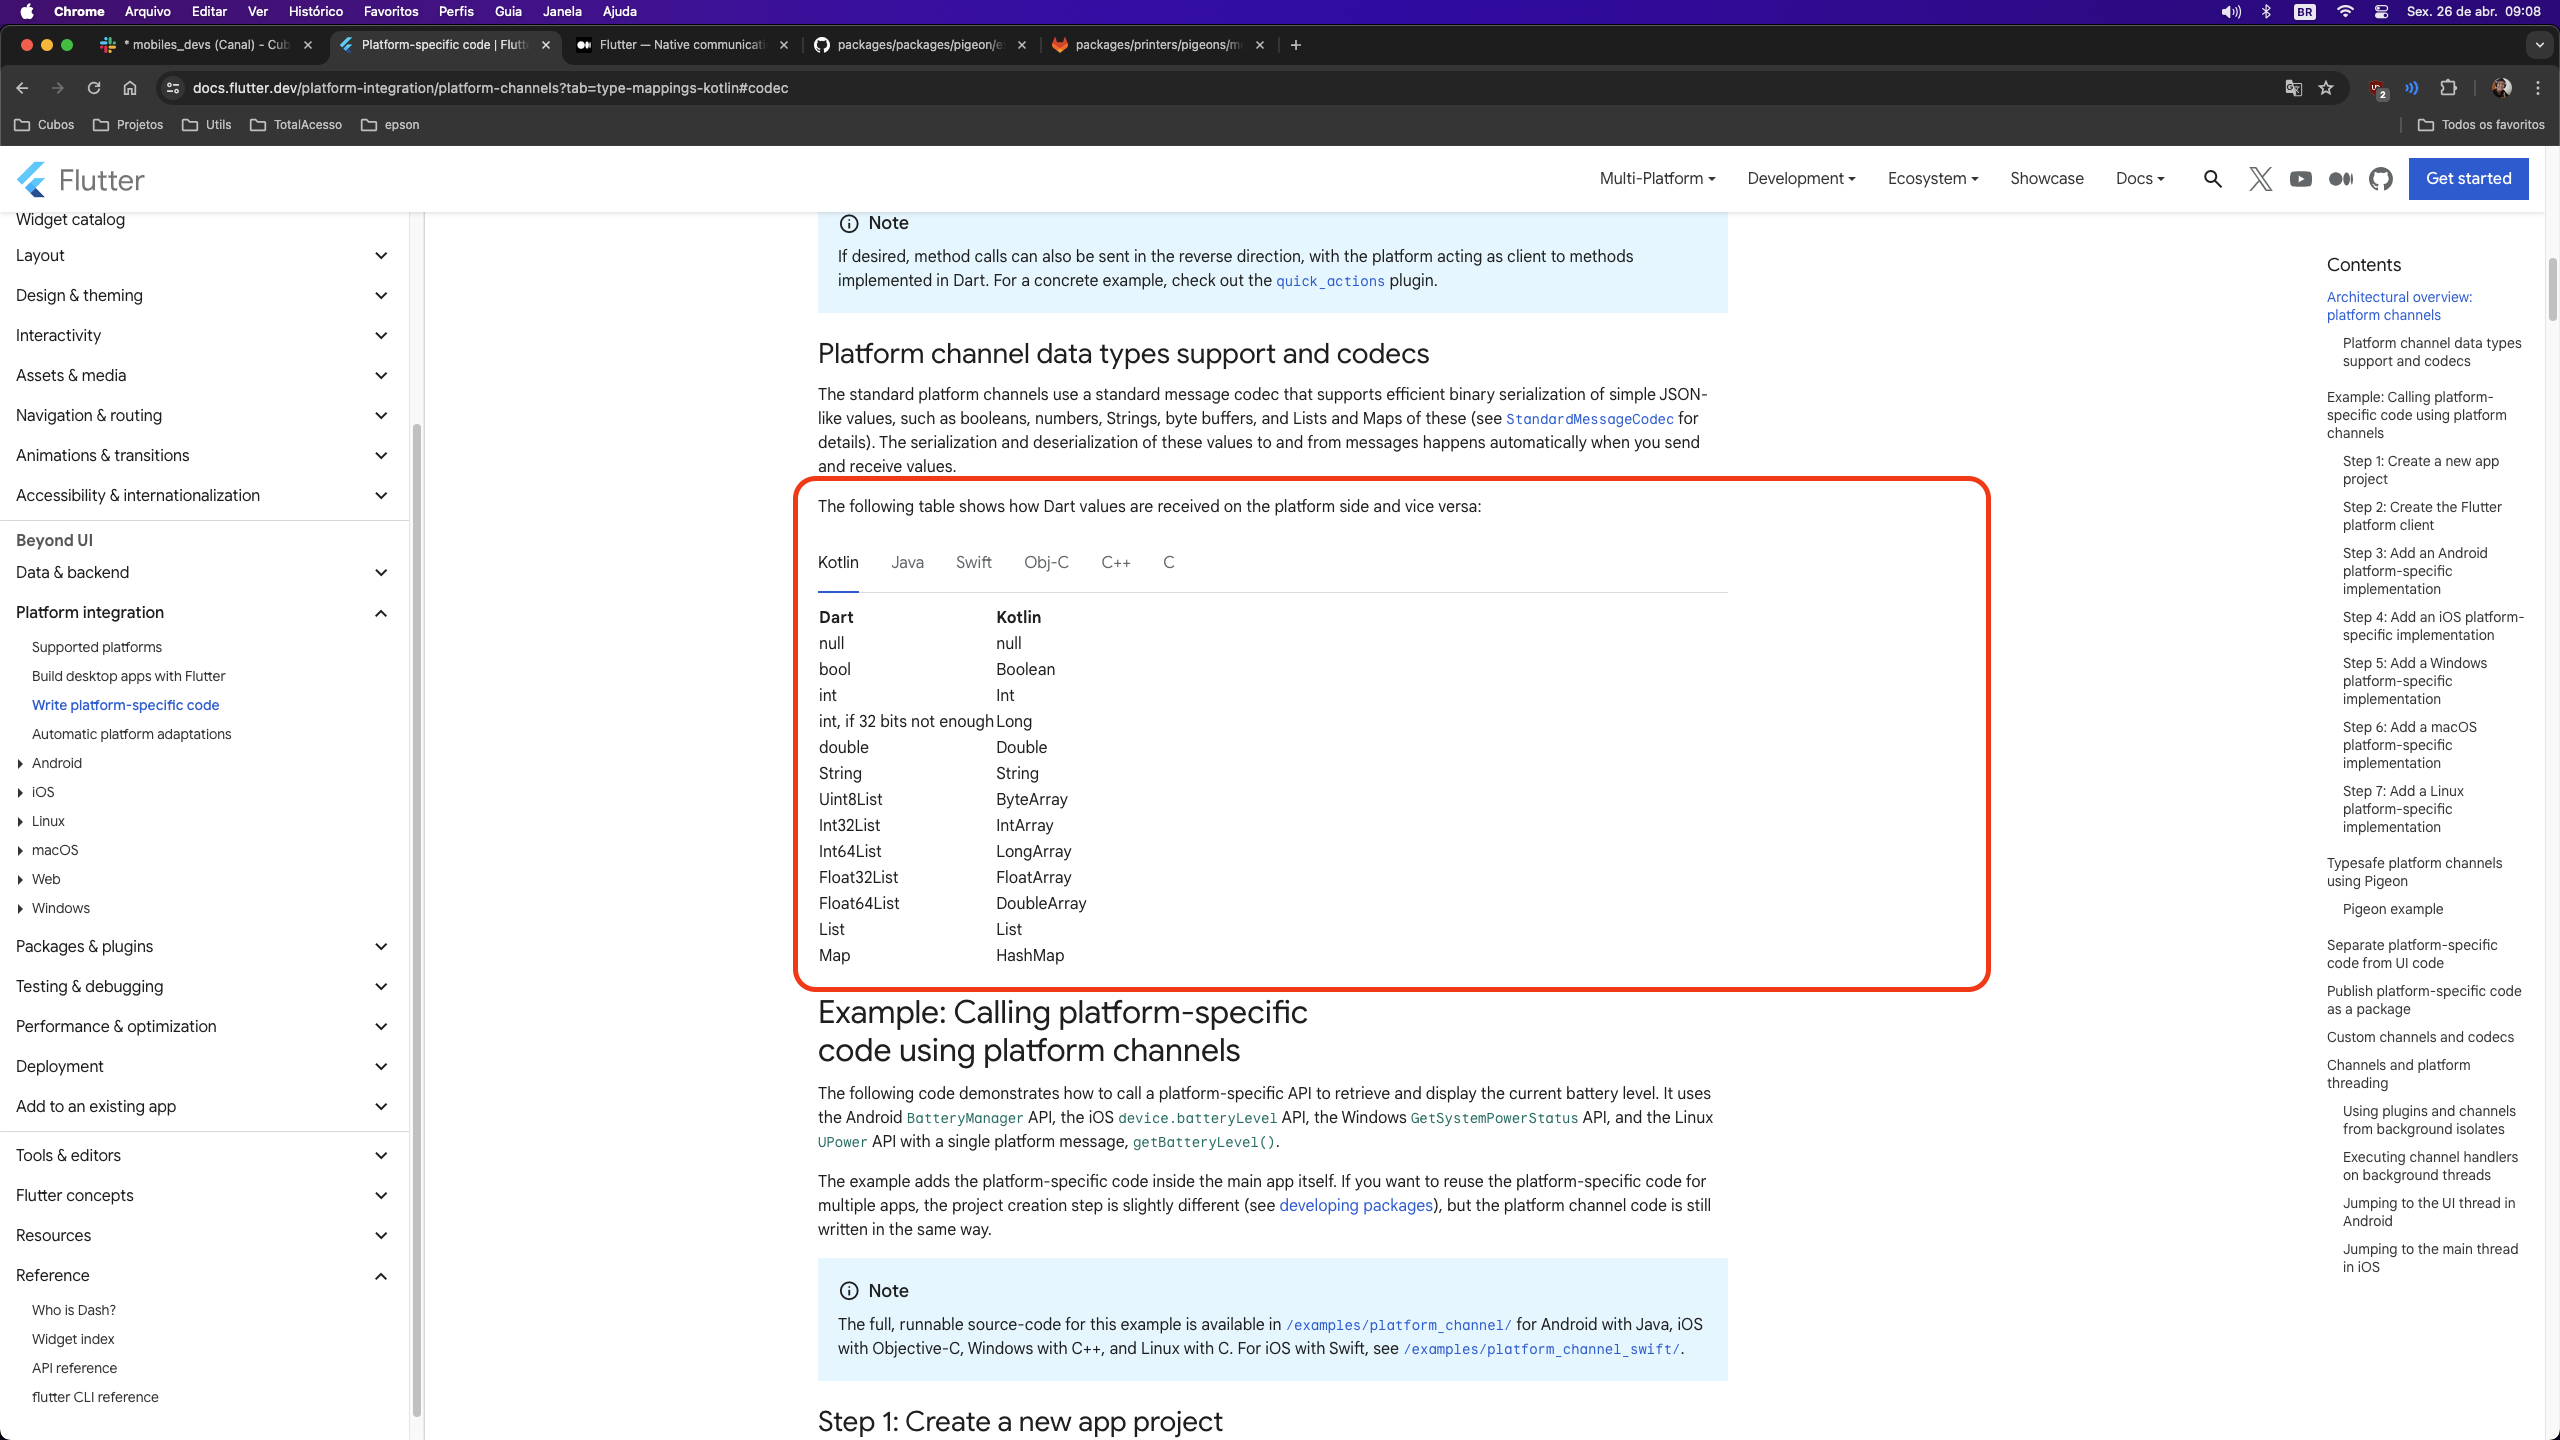 Chrome Arquivo Editar Ver Histórico Favoritos Perfis Guia Janela Ajuda BR Sex. 26 de abr. 09:08
* mobiles_devs (Canal) - Cub
Platform-specific code | Flutte
Flutter — Native communicati
packages/packages/pigeon/e
packages/printers/pigeons/m
docs.flutter.dev/platform-integration/platform-channels?tab=type-mappings-kotlin#codec
2
Cubos Projetos Utils TotalAcesso epson Todos os favoritos
Flutter
Multi-Platform Development Ecosystem Showcase Docs Get started
Widget catalog
Layout
Design & theming
Interactivity
Assets & media
Navigation & routing
Animations & transitions
Accessibility & internationalization
Beyond UI
Data & backend
Platform integration
Supported platforms
Build desktop apps with Flutter
Write platform-specific code
Automatic platform adaptations
Android
iOS
Linux
macOS
Web
Windows
Packages & plugins
Testing & debugging
Performance & optimization
Deployment
Add to an existing app
Tools & editors
Flutter concepts
Resources
Reference
Who is Dash?
Widget index
API reference
flutter CLI reference
Note
If desired, method calls can also be sent in the reverse direction, with the platform acting as client to methods
implemented in Dart. For a concrete example, check out the quick_actions plugin.
Platform channel data types support and codecs
The standard platform channels use a standard message codec that supports efficient binary serialization of simple JSON-
like values, such as booleans, numbers, Strings, byte buffers, and Lists and Maps of these (see StandardMessageCodec for
details). The serialization and deserialization of these values to and from messages happens automatically when you send
and receive values.
The following table shows how Dart values are received on the platform side and vice versa:
Kotlin Java Swift Obj-C C++ C
Dart Kotlin
null null
bool Boolean
int Int
int, if 32 bits not enough Long
double Double
String String
Uint8List ByteArray
Int32List IntArray
Int64List LongArray
Float32List FloatArray
Float64List DoubleArray
List List
Map HashMap
Example: Calling platform-specific
code using platform channels
The following code demonstrates how to call a platform-specific API to retrieve and display the current battery level. It uses
the Android BatteryManager API, the iOS device.batteryLevel API, the Windows GetSystemPowerStatus API, and the Linux
UPower API with a single platform message, getBatteryLevel().
The example adds the platform-specific code inside the main app itself. If you want to reuse the platform-specific code for
multiple apps, the project creation step is slightly different (see developing packages), but the platform channel code is still
written in the same way.
Note
The full, runnable source-code for this example is available in /examples/platform_channel/ for Android with Java, iOS
with Objective-C, Windows with C++, and Linux with C. For iOS with Swift, see /examples/platform_channel_swift/.
Step 1: Create a new app project
Contents
Architectural overview:
platform channels
Platform channel data types
support and codecs
Example: Calling platform-
specific code using platform
channels
Step 1: Create a new app
project
Step 2: Create the Flutter
platform client
Step 3: Add an Android
platform-specific
implementation
Step 4: Add an iOS platform-
specific implementation
Step 5: Add a Windows
platform-specific
implementation
Step 6: Add a macOS
platform-specific
implementation
Step 7: Add a Linux
platform-specific
implementation
Typesafe platform channels
using Pigeon
Pigeon example
Separate platform-specific
code from UI code
Publish platform-specific code
as a package
Custom channels and codecs
Channels and platform
threading
Using plugins and channels
from background isolates
Executing channel handlers
on background threads
Jumping to the UI thread in
Android
Jumping to the main thread
in iOS